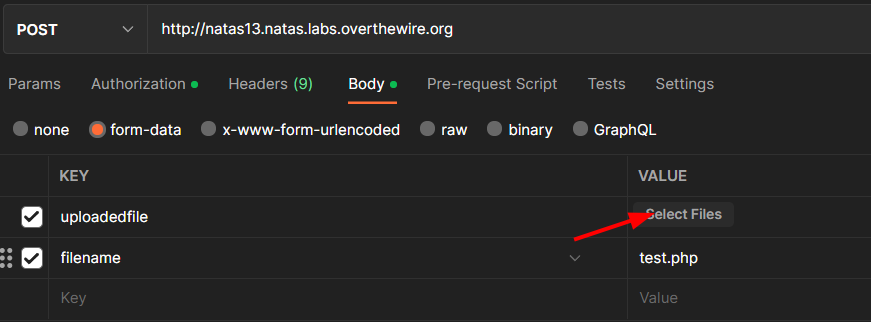 POST http://natas13.natas.labs.overthewire.org
Params Authorization Headers (9) Body Pre-request Script Tests Settings
none form-data x-www-form-urlencoded raw binary GraphQL
KEY VALUE
uploadedfile Select Files
filename test.php
Key Value